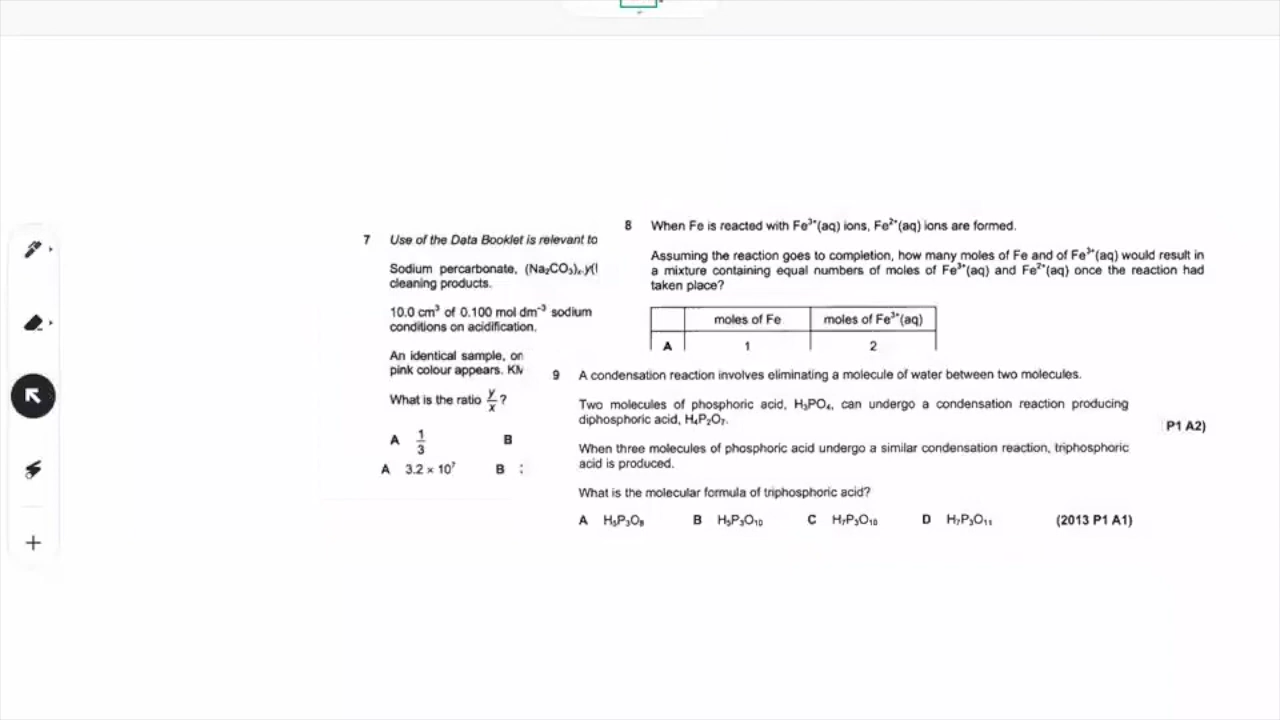 7 Use of the Data Booklet is relevant to
Sodium percarbonate, (Na₂CO₃)ₓ.y(
cleaning products.
10.0 cm³ of 0.100 mol dm⁻³ sodium
conditions on acidification.
An identical sample, on
pink colour appears. KM
What is the ratio y/x ?
A 1/3 B
A 3.2 × 10⁷ B
8 When Fe is reacted with Fe³⁺(aq) ions, Fe²⁺(aq) ions are formed.
Assuming the reaction goes to completion, how many moles of Fe and of Fe³⁺(aq) would result in
a mixture containing equal numbers of moles of Fe³⁺(aq) and Fe²⁺(aq) once the reaction had
taken place?
moles of Fe moles of Fe³⁺(aq)
A 1 2
9 A condensation reaction involves eliminating a molecule of water between two molecules.
Two molecules of phosphoric acid, H₃PO₄, can undergo a condensation reaction producing
diphosphoric acid, H₄P₂O₇.
P1 A2)
When three molecules of phosphoric acid undergo a similar condensation reaction, triphosphoric
acid is produced.
What is the molecular formula of triphosphoric acid?
A H₅P₃O₉ B H₅P₃O₁₀ C H₇P₃O₁₀ D H₇P₃O₁₁ (2013 P1 A1)